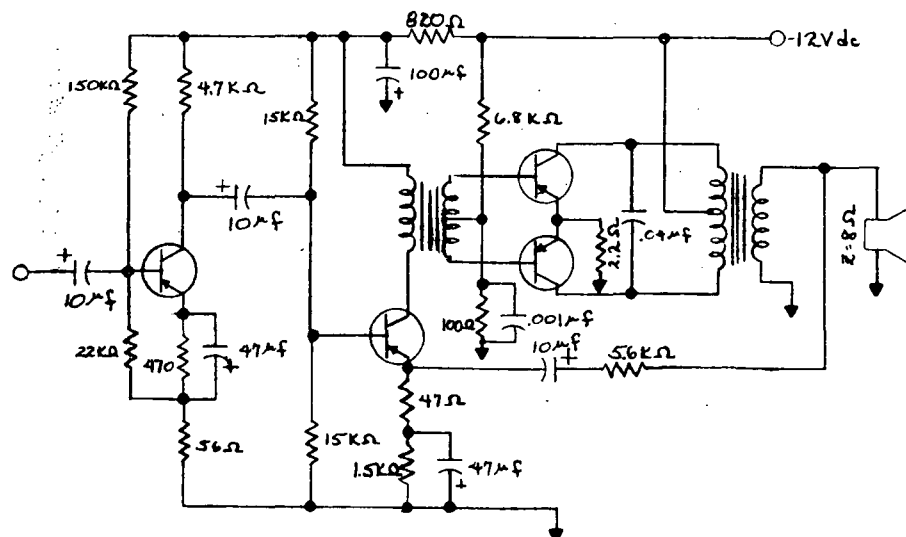 820Ω
-12Vdc
100μf
+
150KΩ
4.7KΩ
15KΩ
6.8KΩ
+
10μf
+
10μf
.04μf
2.2Ω
Z=8Ω
22KΩ
470
47μf
+
100Ω
.001μf
10μf
+
5.6KΩ
56Ω
15KΩ
47Ω
1.5KΩ
47μf
+